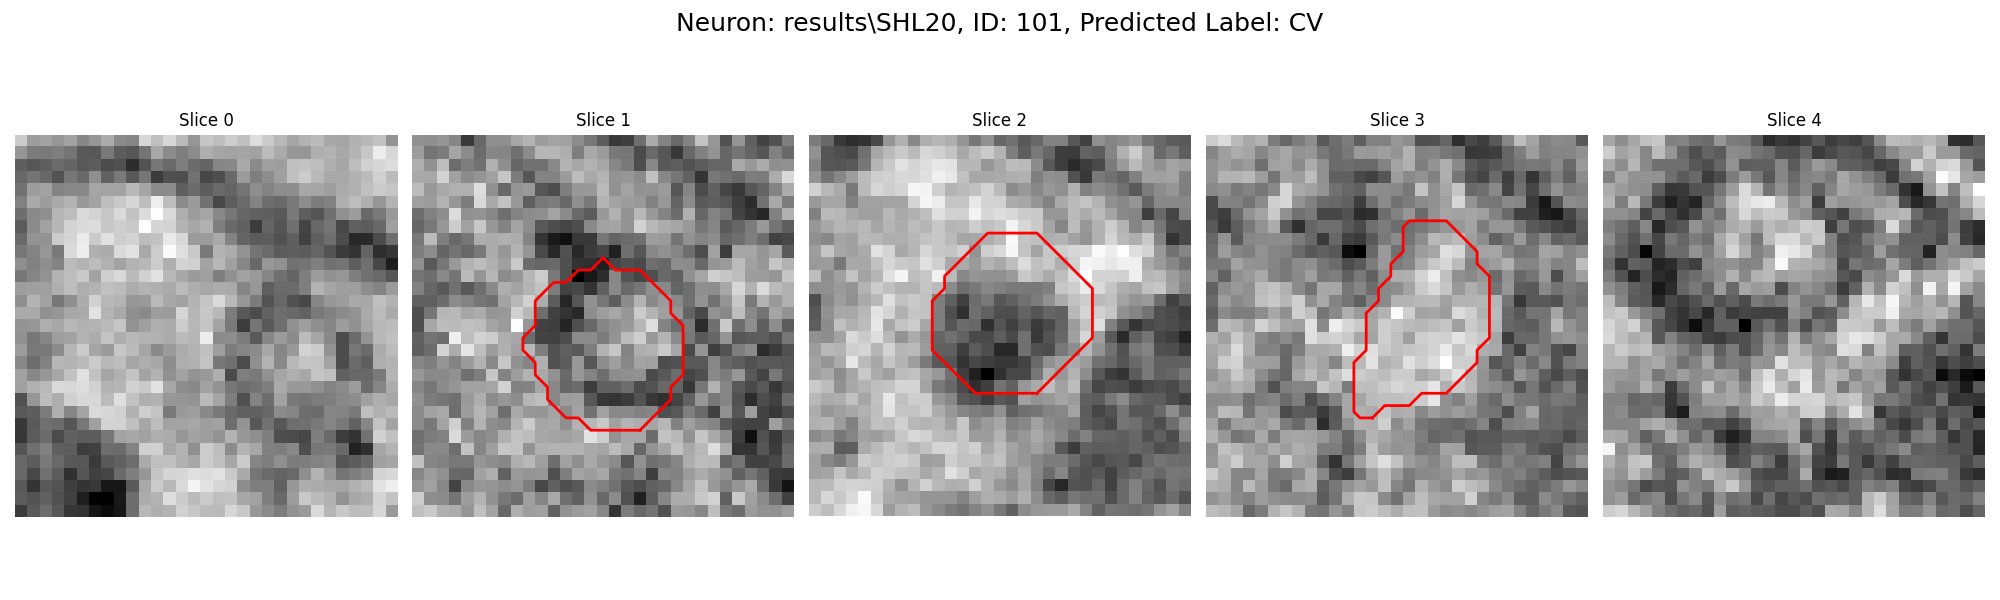 Neuron: results\SHL20, ID: 101, Predicted Label: CV
Slice 0
Slice 1
Slice 2
Slice 3
Slice 4